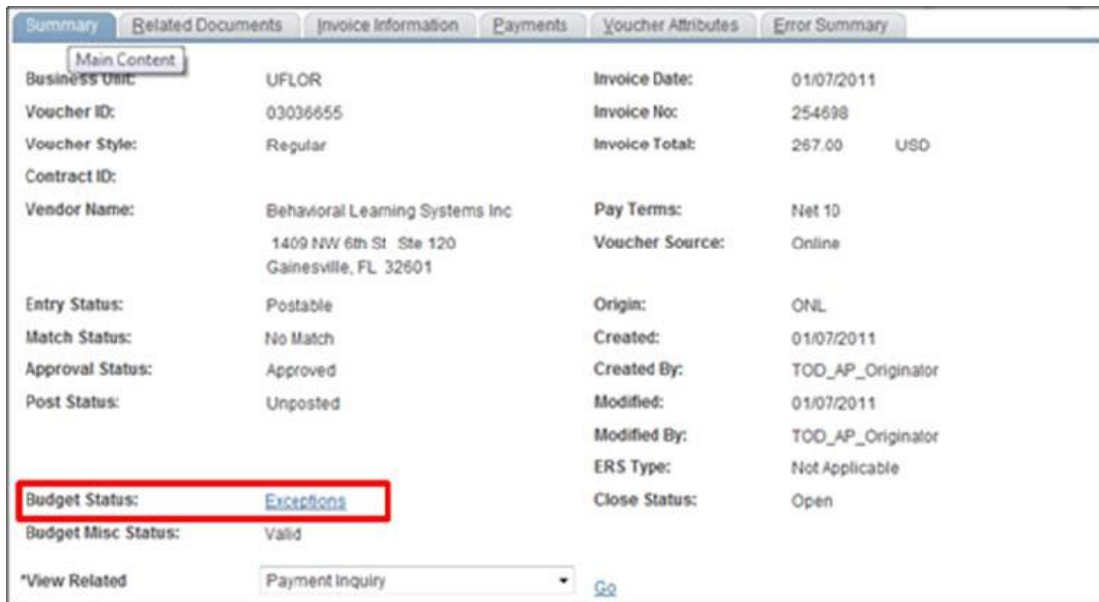 Summary Related Documents Invoice Information Payments Voucher Attributes Error Summary
Main Content
Business Unit: UFLOR Invoice Date: 01/07/2011
Voucher ID: 03036655 Invoice No: 254698
Voucher Style: Regular Invoice Total: 267.00 USD
Contract ID:
Vendor Name: Behavioral Learning Systems Inc Pay Terms: Net 10
1409 NW 6th St Ste 120 Voucher Source: Online
Gainesville, FL 32601
Entry Status: Postable Origin: ONL
Match Status: No Match Created: 01/07/2011
Approval Status: Approved Created By: TOD_AP_Originator
Post Status: Unposted Modified: 01/07/2011
Modified By: TOD_AP_Originator
ERS Type: Not Applicable
Budget Status: Exceptions Close Status: Open
Budget Misc Status: Valid
*View Related Payment Inquiry Go